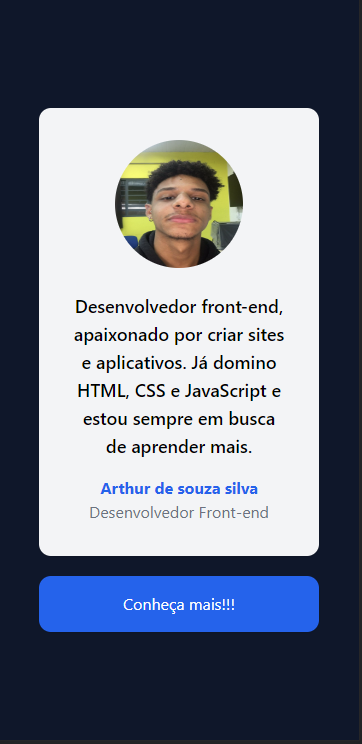 Desenvolvedor front-end,
apaixonado por criar sites
e aplicativos. Já domino
HTML, CSS e JavaScript e
estou sempre em busca
de aprender mais.
Arthur de souza silva
Desenvolvedor Front-end
Conheça mais!!!